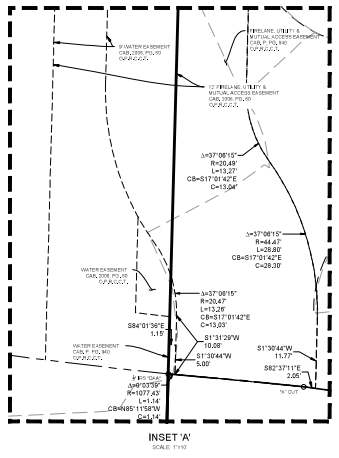 5' WATER EASEMENT
CAB. 2006, PG. 60
O.P.R.C.C.T.
FIRELANE, UTILITY &
MUTUAL ACCESS EASEMENT
CAB. P, PG. 940
O.P.R.C.C.T.
12' FIRELANE, UTILITY &
MUTUAL ACCESS EASEMENT
CAB. 2006, PG. 60
O.P.R.C.C.T.
Δ=37°06'15"
R=20.49'
L=13.27'
CB=S17°01'42"E
C=13.04'
Δ=37°06'15"
R=44.47'
L=28.80'
CB=S17°01'42"E
C=28.30'
WATER EASEMENT
CAB. 2006, PG. 60
O.P.R.C.C.T.
Δ=37°06'15"
R=20.47'
L=13.26'
CB=S17°01'42"E
C=13.03'
S84°01'36"E
1.15'
S1°31'29"W
10.08'
WATER EASEMENT
CAB. P, PG. 940
O.P.R.C.C.T.
S1°30'44"W
5.00'
S1°30'44"W
11.77'
S82°37'11"E
2.05'
"X" CUT
Δ=0°03'39"
R=1077.43'
L=1.14'
CB=N85°11'58"W
C=1.14'
INSET 'A'
SCALE 1"=10'